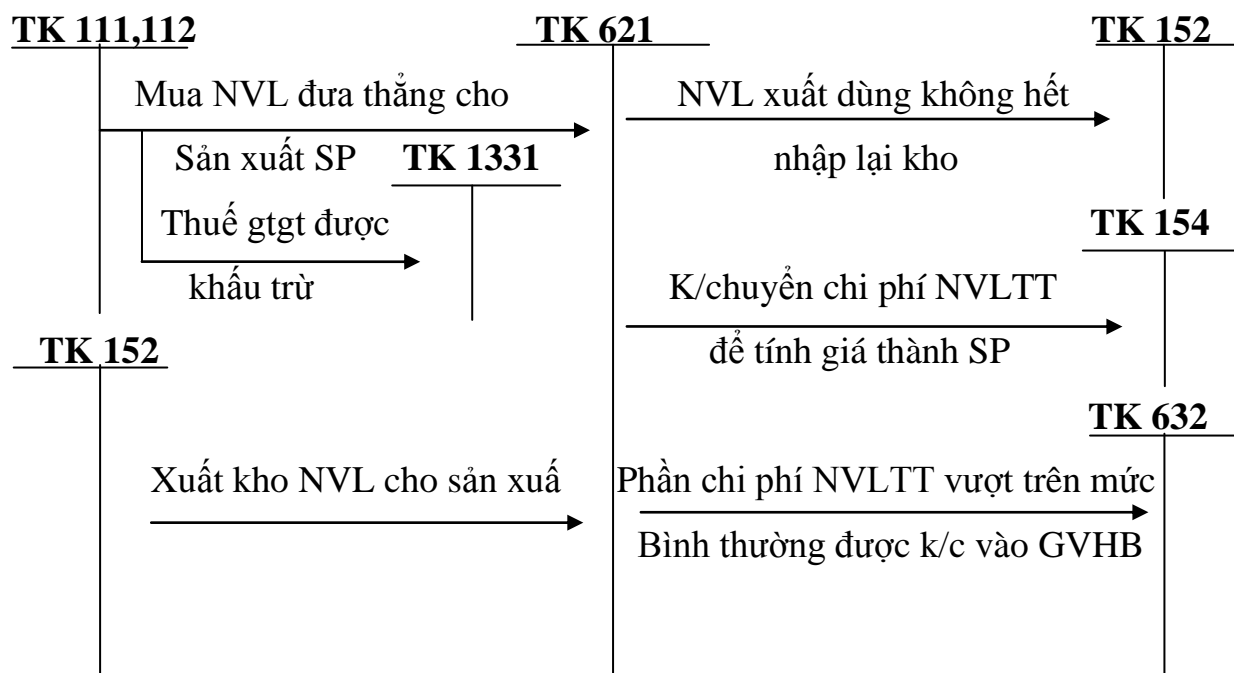 TK 111,112
TK 621
TK 152
Mua NVL đưa thẳng cho
NVL xuất dùng không hết
Sản xuất SP
TK 1331
nhập lại kho
Thuế gtgt được
TK 154
khấu trừ
K/chuyển chi phí NVLTT
TK 152
để tính giá thành SP
TK 632
Xuất kho NVL cho sản xuấ
Phần chi phí NVLTT vượt trên mức
Bình thường được k/c vào GVHB